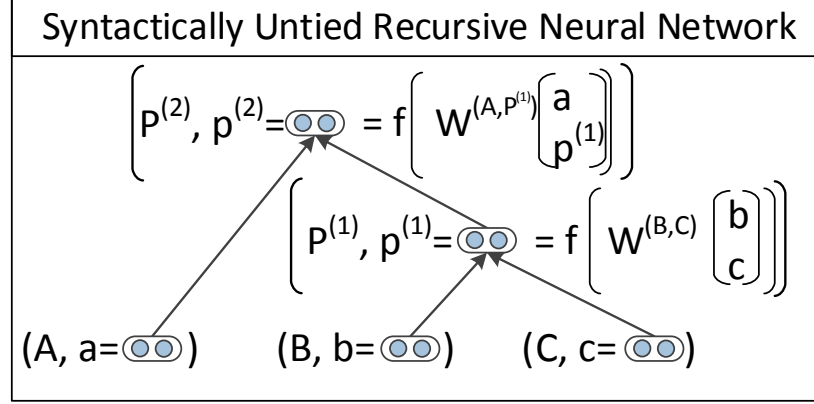 Syntactically Untied Recursive Neural Network
(P^(2), p^(2)= = f(W^(A,P^(1)) (a p^(1))))
(P^(1), p^(1)= = f(W^(B,C) (b c)))
(A, a= ) (B, b= ) (C, c= )